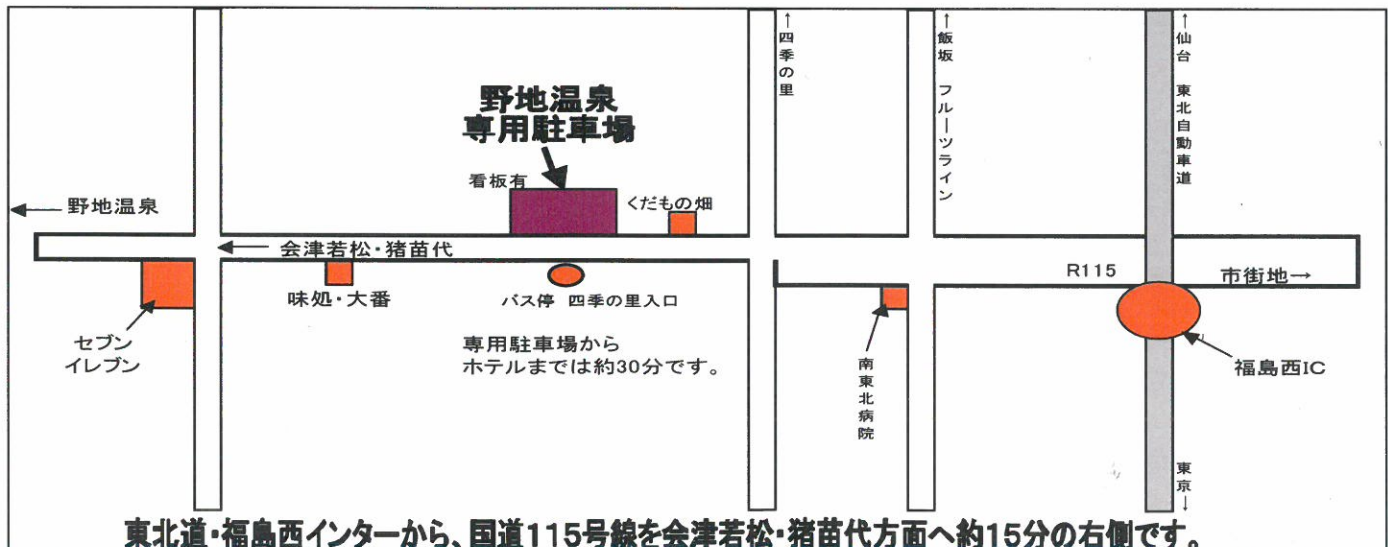 ↑四季の里
↑飯坂 フルーツライン
↑仙台 東北自動車道
野地温泉
専用駐車場
看板有
くだもの畑
← 野地温泉
← 会津若松・猪苗代
R115
市街地→
味処・大番
バス停 四季の里入口
セブン
イレブン
専用駐車場から
ホテルまでは約30分です。
南東北病院
福島西IC
東京→
東北道・福島西インターから、国道115号線を会津若松・猪苗代方面へ約15分の右側です。